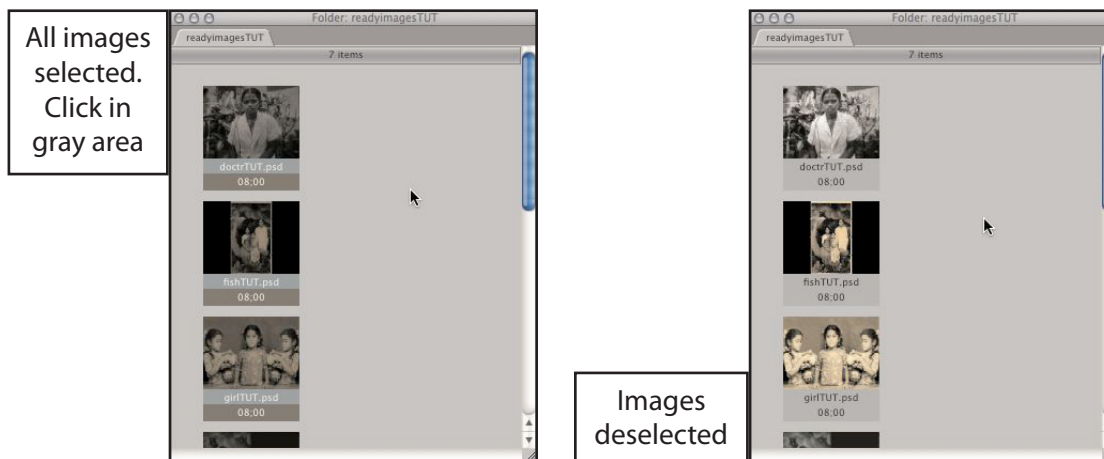 All images
selected.
Click in
gray area
Folder: readyimagesTUT
readyimagesTUT
7 items
doctrTUT.psd
08;00
fishTUT.psd
08;00
girlTUT.psd
08;00
Images
deselected
Folder: readyimagesTUT
readyimagesTUT
7 items
doctrTUT.psd
08;00
fishTUT.psd
08;00
girlTUT.psd
08;00